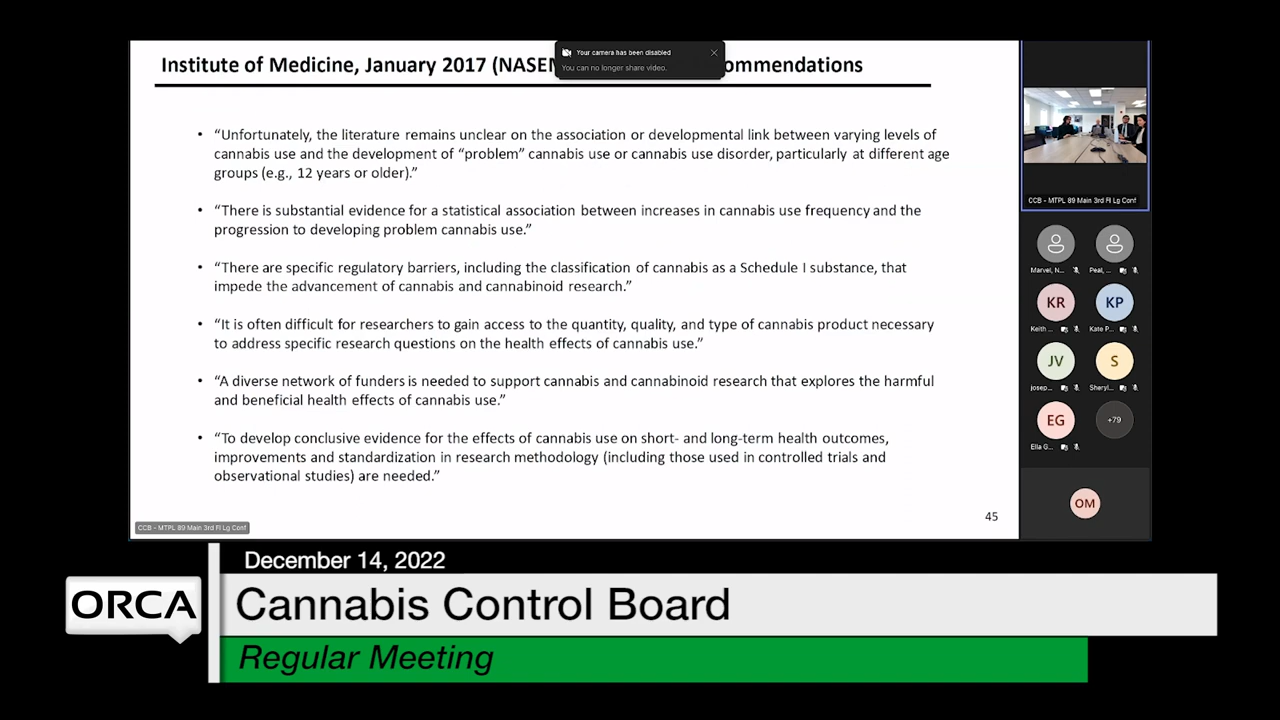 Institute of Medicine, January 2017 (NASEM ommendations
Your camera has been disabled
You can no longer share video.
• “Unfortunately, the literature remains unclear on the association or developmental link between varying levels of
cannabis use and the development of “problem” cannabis use or cannabis use disorder, particularly at different age
groups (e.g., 12 years or older).”
• “There is substantial evidence for a statistical association between increases in cannabis use frequency and the
progression to developing problem cannabis use.”
• “There are specific regulatory barriers, including the classification of cannabis as a Schedule I substance, that
impede the advancement of cannabis and cannabinoid research.”
• “It is often difficult for researchers to gain access to the quantity, quality, and type of cannabis product necessary
to address specific research questions on the health effects of cannabis use.”
• “A diverse network of funders is needed to support cannabis and cannabinoid research that explores the harmful
and beneficial health effects of cannabis use.”
• “To develop conclusive evidence for the effects of cannabis use on short- and long-term health outcomes,
improvements and standardization in research methodology (including those used in controlled trials and
observational studies) are needed.”
45
CCB - MTPL 89 Main 3rd Fl Lg Conf
CCB - MTPL 89 Main 3rd Fl Lg Conf
Marvel, N...
Peal, ...
KR
KP
Keith ...
Kate P...
JV
S
josep...
Sheryl...
EG
+79
Ella G...
OM
December 14, 2022
ORCA
Cannabis Control Board
Regular Meeting